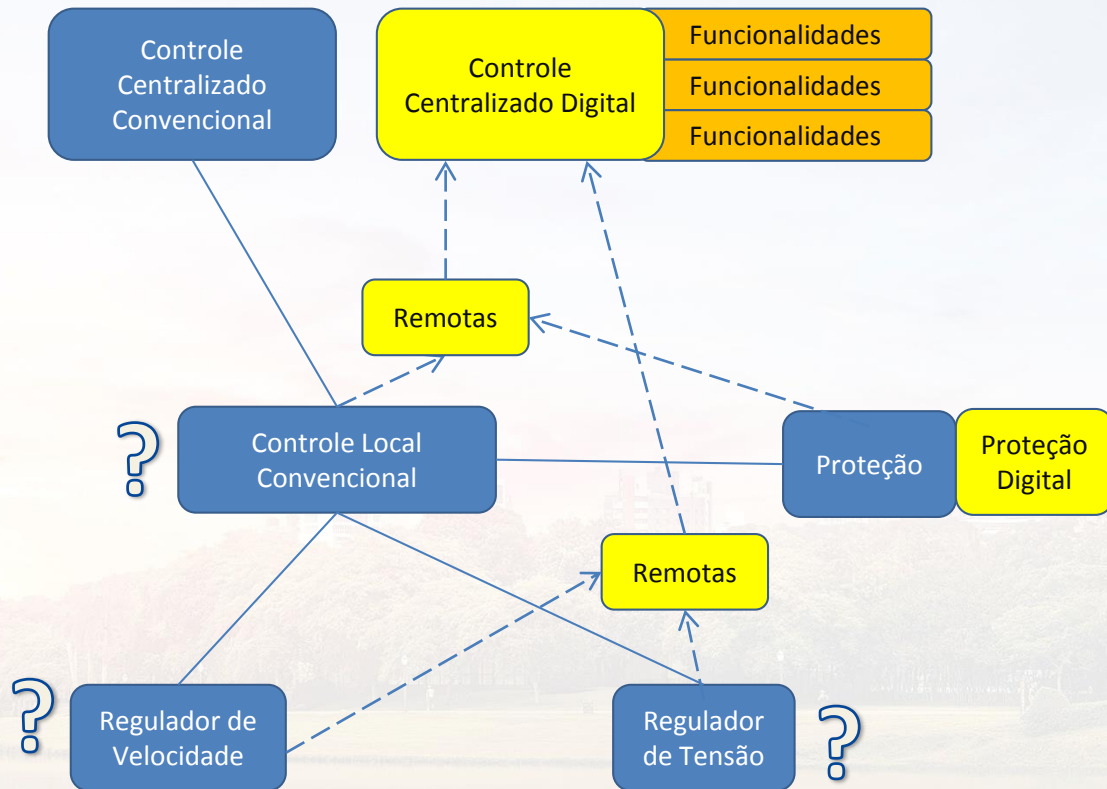 Controle
Centralizado
Convencional
Controle
Centralizado Digital
Funcionalidades
Funcionalidades
Funcionalidades
Remotas
?
Controle Local
Convencional
Proteção
Proteção
Digital
Remotas
?
Regulador de
Velocidade
Regulador
de Tensão
?